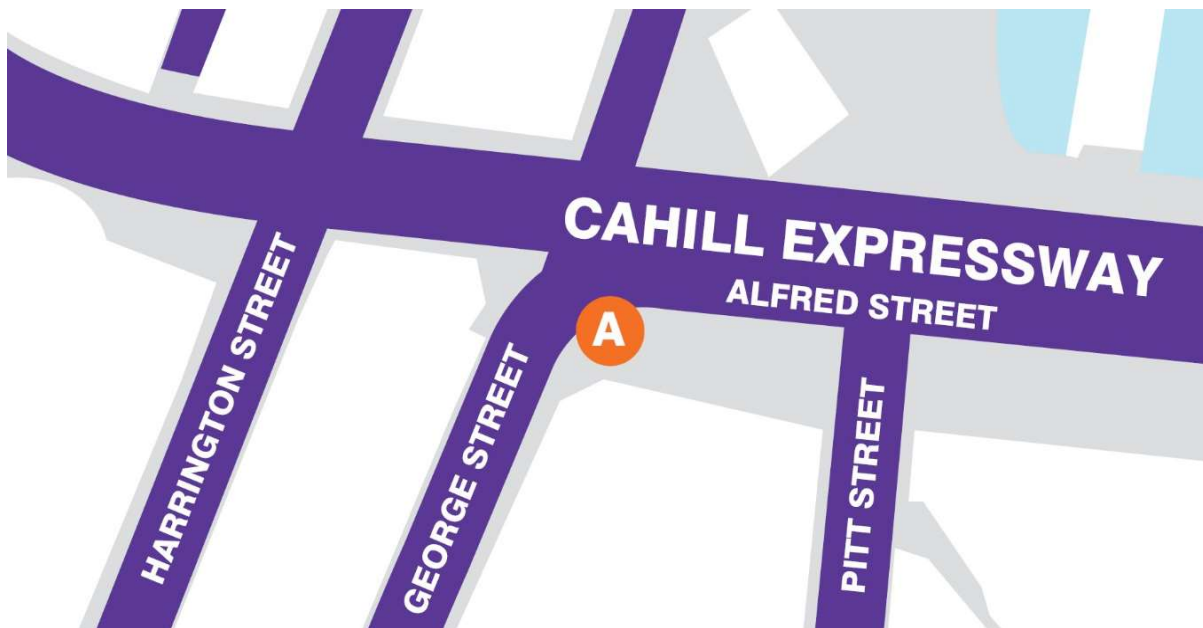 CAHILL EXPRESSWAY
ALFRED STREET
A
HARRINGTON STREET
GEORGE STREET
PITT STREET